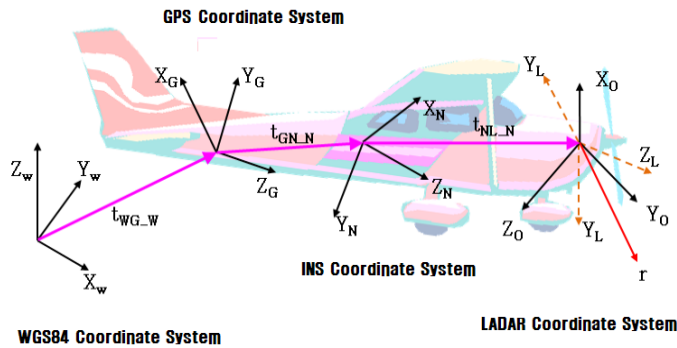 GPS Coordinate System
X_G
Y_G
Y_L
X_O
X_N
t_GN_N
t_NL_N
Z_W
Y_W
Z_G
Z_N
Z_L
t_WG_W
Y_N
Z_O
Y_L
Y_O
X_W
r
INS Coordinate System
WGS84 Coordinate System
LADAR Coordinate System